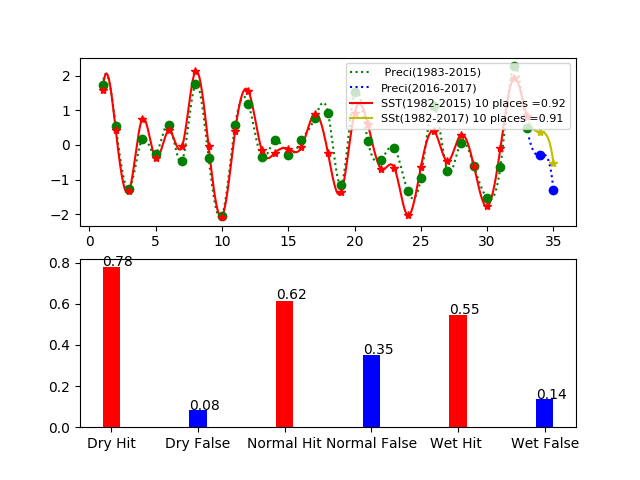 Preci(1983-2015)
Preci(2016-2017)
SST(1982-2015) 10 places =0.92
SSt(1982-2017) 10 places =0.91
2
1
0
−1
−2
0 5 10 15 20 25 30 35
0.8
0.6
0.4
0.2
0.0
0.78
0.08
0.62
0.35
0.55
0.14
Dry Hit Dry False Normal Hit Normal False Wet Hit Wet False